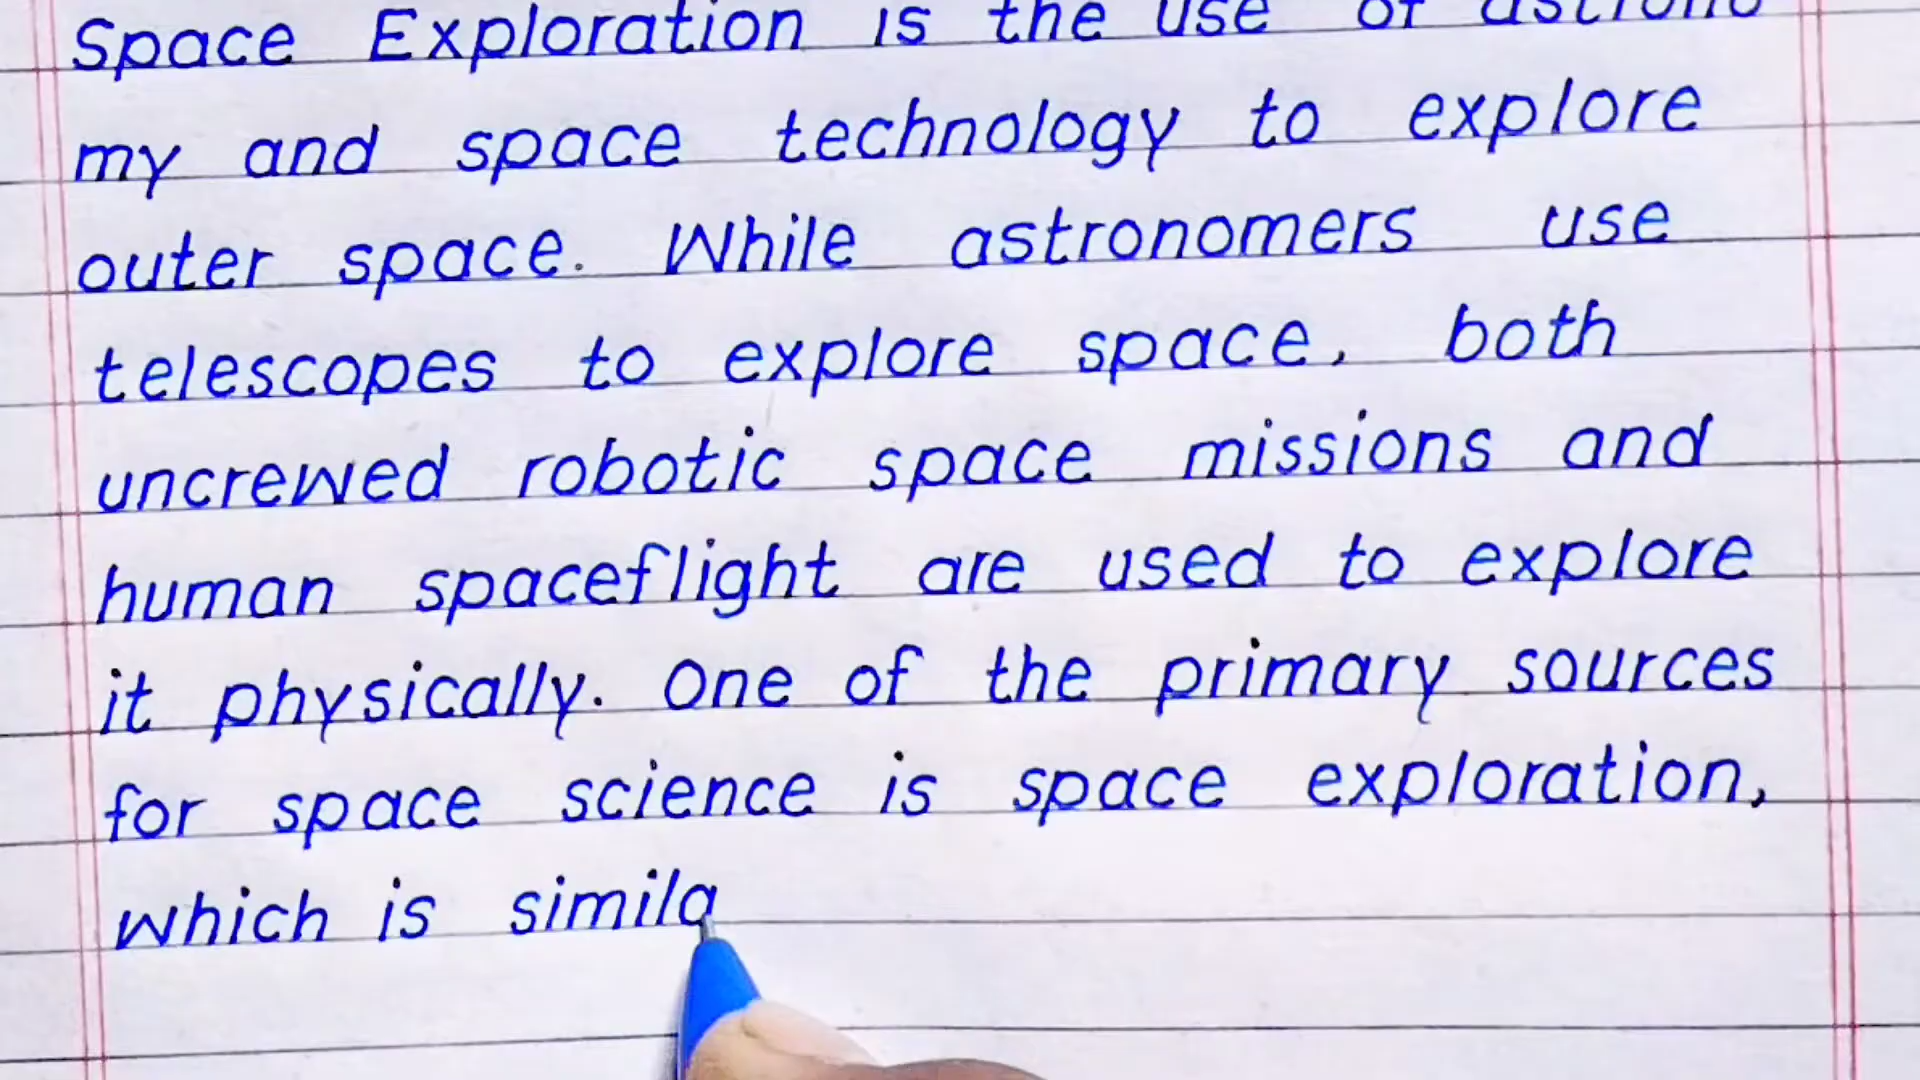 Space Exploration is the use of astrono
my and space technology to explore
outer space. While astronomers use
telescopes to explore space, both
uncrewed robotic space missions and
human spaceflight are used to explore
it physically. One of the primary sources
for space science is space exploration,
which is simila